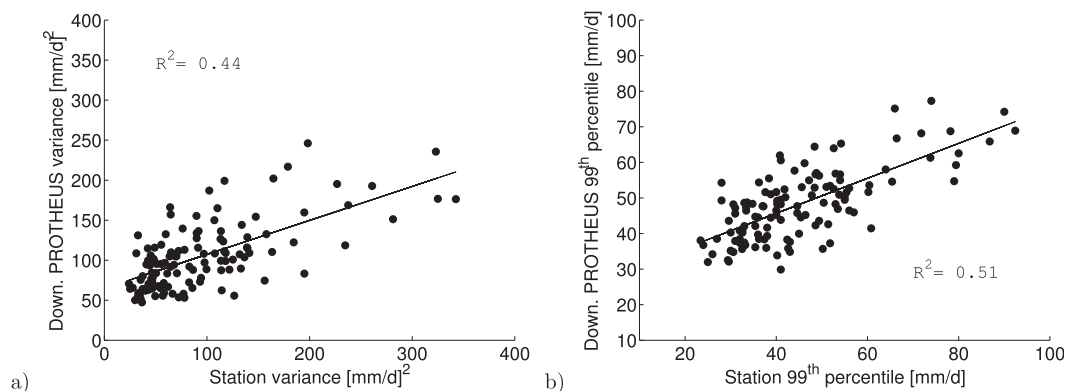 400
350
300
250
200
150
100
50
0
0 100 200 300 400
Down. PROTHEUS variance [mm/d]²
R²= 0.44
Station variance [mm/d]²
a)
100
90
80
70
60
50
40
30
20
10
20 40 60 80 100
Down. PROTHEUS 99th percentile [mm/d]
R²= 0.51
Station 99th percentile [mm/d]
b)